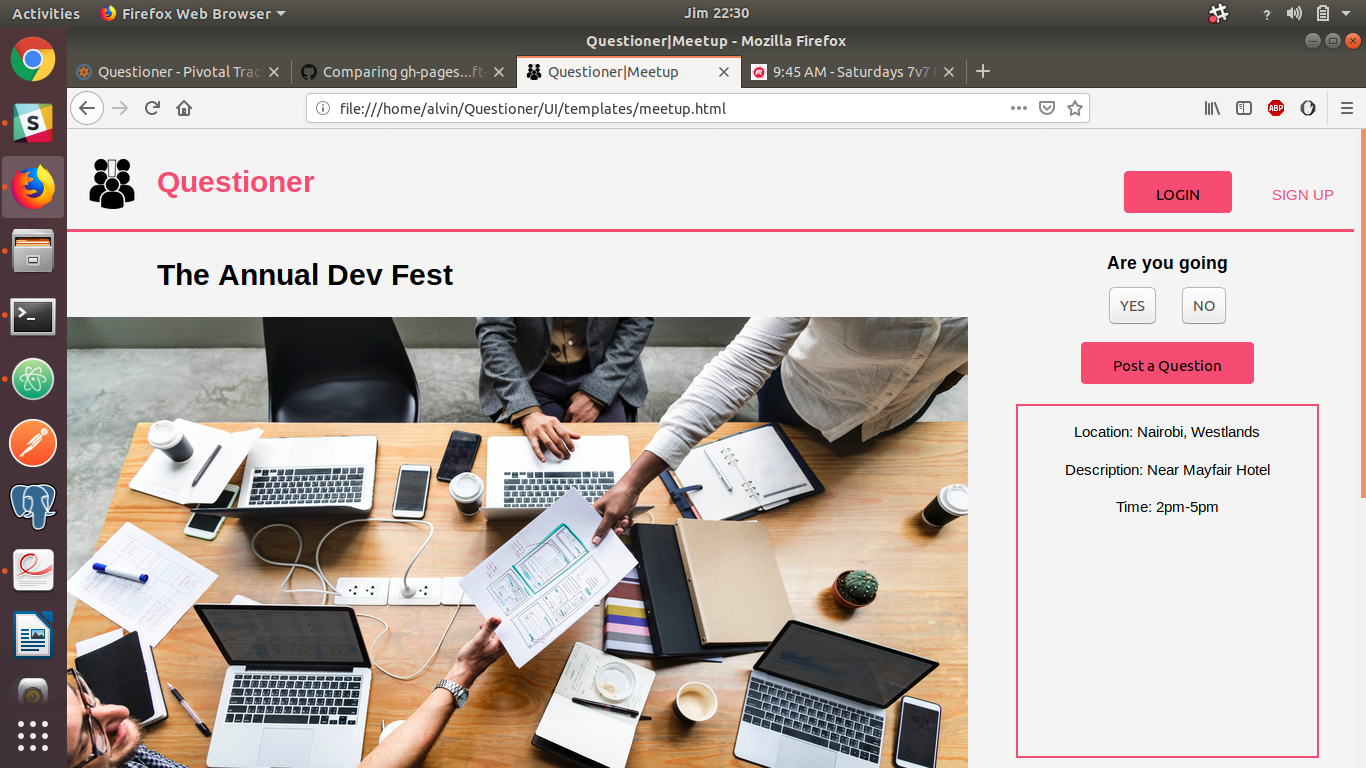 Activities
Firefox Web Browser
Jim 22:30
?
Questioner|Meetup - Mozilla Firefox
Questioner - Pivotal Trac
Comparing gh-pages...ft-
Questioner|Meetup
9:45 AM - Saturdays 7v7
file:///home/alvin/Questioner/UI/templates/meetup.html
ABP
Questioner
LOGIN
SIGN UP
The Annual Dev Fest
Are you going
YES
NO
Post a Question
Location: Nairobi, Westlands
Description: Near Mayfair Hotel
Time: 2pm-5pm
S